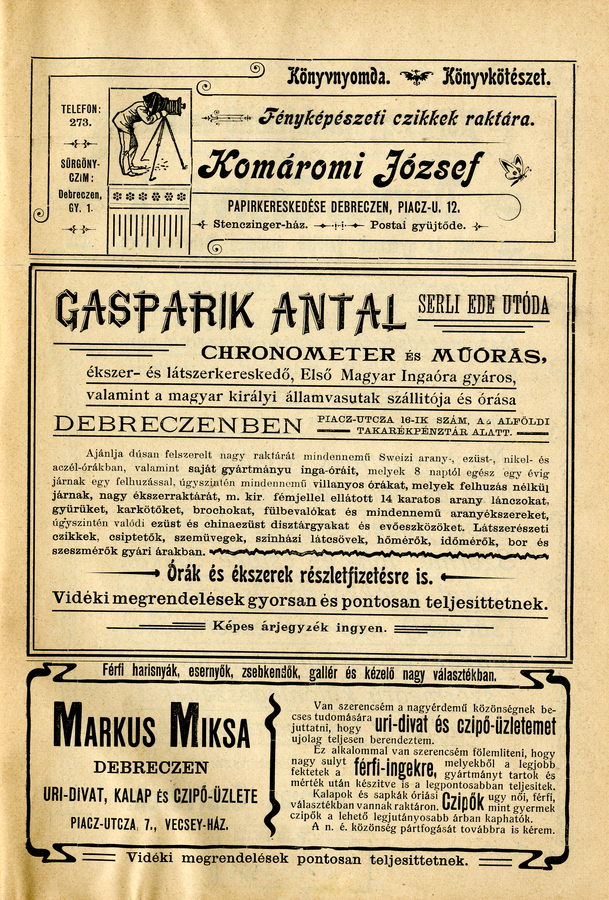 Könyvnyomda. Könyvkötészet.
TELEFON:
273.
SÜRGÖNY-
CZIM:
Debreczen,
GY. 1.
Fényképészeti czikkek raktára.
Komáromi József
PAPIRKERESKEDÉSE DEBRECZEN, PIACZ-U. 12.
Stenczinger-ház. Postai gyüjtőde.
GASPARIK ANTAL SERLI EDE UTÓDA
CHRONOMETER ÉS MŰÓRÁS,
ékszer- és látszerkereskedő, Első Magyar Ingaóra gyáros,
valamint a magyar királyi államvasutak szállitója és órása
DEBRECZENBEN PIACZ-UTCZA 16-IK SZÁM, AZ ALFÖLDI
TAKARÉKPÉNZTÁR ALATT.
Ajánlja dúsan felszerelt nagy raktárát mindennemű Sweizi arany-, ezüst-, nikel- és
aczél-órákban, valamint saját gyártmányu inga-óráit, melyek 8 naptól egész egy évig
járnak egy felhuzással, úgyszintén mindennemű villanyos órákat, melyek felhuzás nélkül
járnak, nagy ékszerraktárát, m. kir. fémjellel ellátott 14 karatos arany lánczokat,
gyürüket, karkötőket, brochokat, fülbevalókat és mindennemű aranyékszereket,
úgyszintén valódi ezüst és chinaezüst disztárgyakat és evőeszközöket. Látszerészeti
czikkek, csiptetők, szemüvegek, szinházi látcsövek, hőmérők, időmérők, bor és
szeszmérők gyári árakban.
Órák és ékszerek részletfizetésre is.
Vidéki megrendelések gyorsan és pontosan teljesittetnek.
Képes árjegyzék ingyen.
Férfi harisnyák, esernyők, zsebkendők, gallér és kézelő nagy választékban.
MARKUS MIKSA
DEBRECZEN
URI-DIVAT, KALAP ÉS CZIPŐ-ÜZLETE
PIACZ-UTCZA 7., VECSEY-HÁZ.
Van szerencsém a nagyérdemü közönségnek be-
cses tudomására
juttatni, hogy uri-divat és czipő-üzletemet
ujolag teljesen berendeztem.
Ez alkalommal van szerencsém fölemliteni, hogy
nagy sulyt
fektetek a férfi-ingekre, melyekből a legjobb
gyártmányt tartok és
mérték után készitve is a legpontosabban teljesitek.
Kalapok és sapkák óriási
választékban vannak raktáron. Czipők ugy női, férfi,
mint gyermek
czipők a lehető legjutányosabb árban kaphatók.
A n. é. közönség pártfogását továbbra is kérem.
Vidéki megrendelések pontosan teljesittetnek.